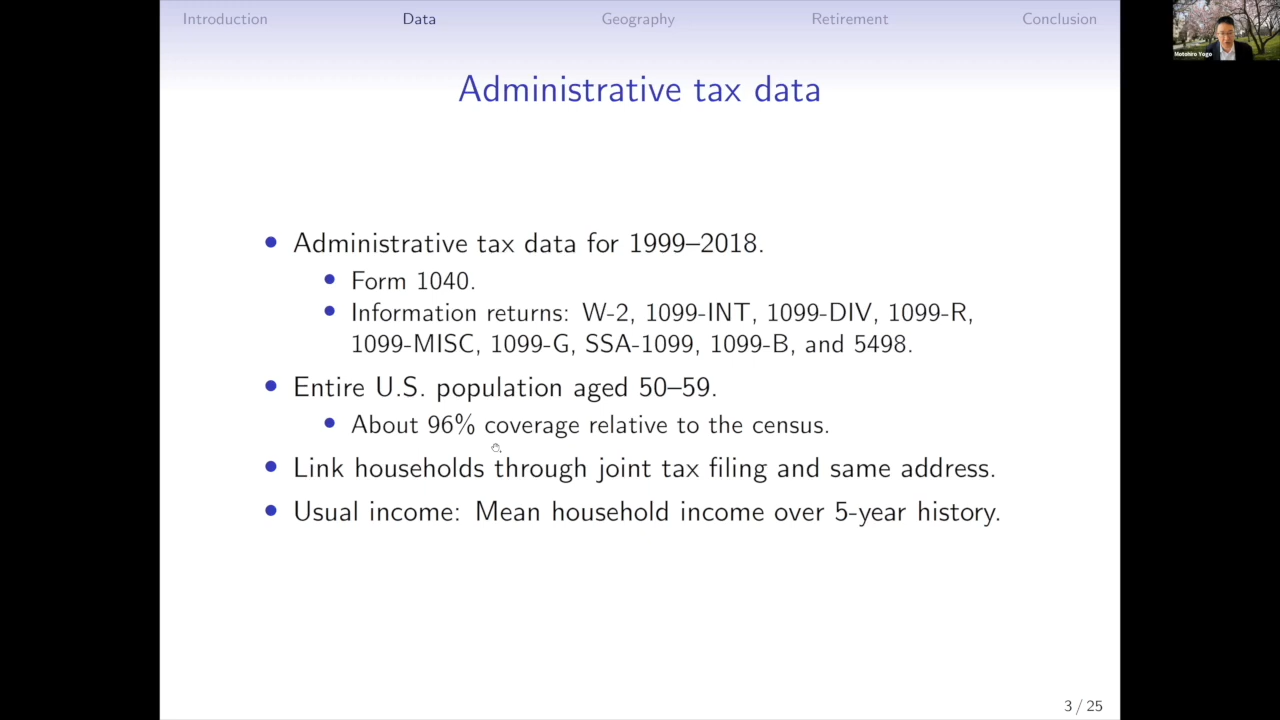 Introduction Data Geography Retirement Conclusion
Administrative tax data
Administrative tax data for 1999–2018.
Form 1040.
Information returns: W-2, 1099-INT, 1099-DIV, 1099-R,
1099-MISC, 1099-G, SSA-1099, 1099-B, and 5498.
Entire U.S. population aged 50–59.
About 96% coverage relative to the census.
Link households through joint tax filing and same address.
Usual income: Mean household income over 5-year history.
3 / 25
Motohiro Yogo